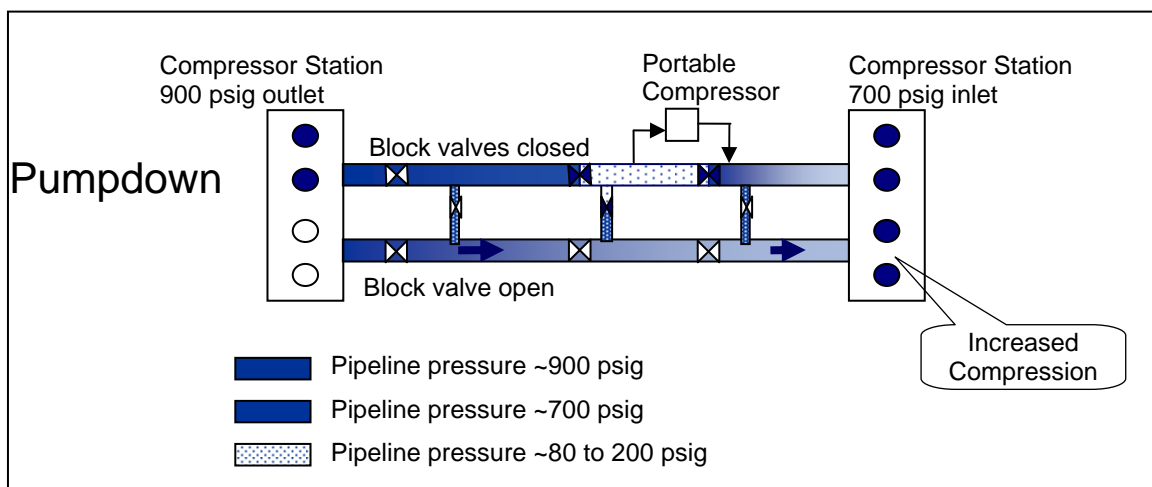 Compressor Station
900 psig outlet
Portable
Compressor
Compressor Station
700 psig inlet
Block valves closed
Pumpdown
Block valve open
Increased
Compression
Pipeline pressure ~900 psig
Pipeline pressure ~700 psig
Pipeline pressure ~80 to 200 psig